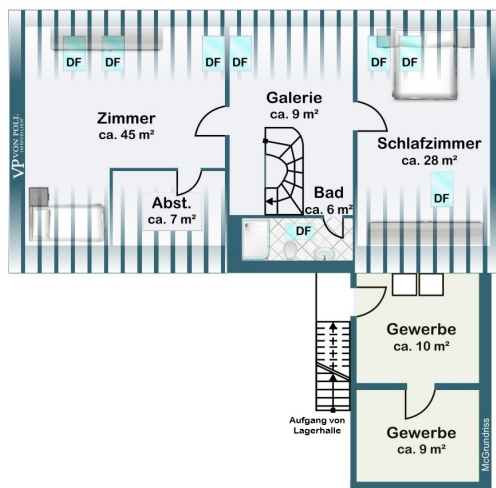 DF
DF
DF
DF
DF
DF
Zimmer
ca. 45 m²
Galerie
ca. 9 m²
Schlafzimmer
ca. 28 m²
VP VON POLL
IMMOBILIEN
Abst.
ca. 7 m²
Bad
ca. 6 m²
DF
DF
Gewerbe
ca. 10 m²
Aufgang von
Lagerhalle
Gewerbe
ca. 9 m²
McGrundriss